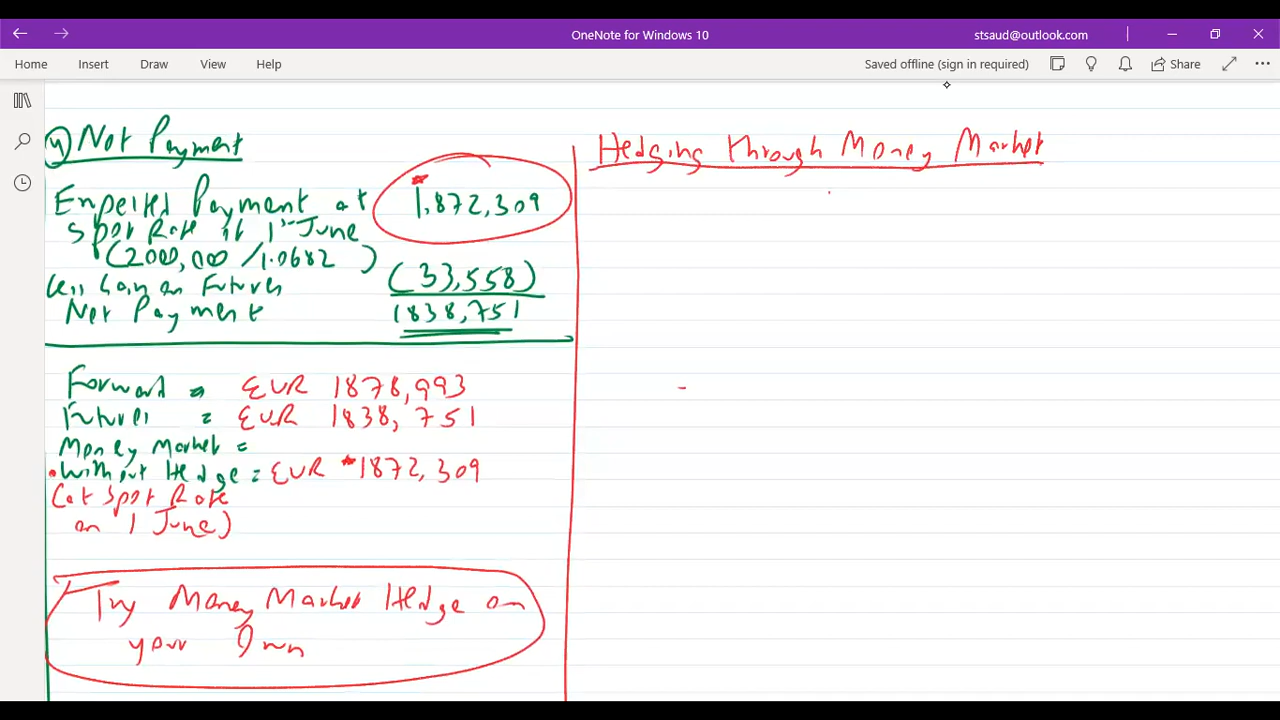 OneNote for Windows 10
stsaud@outlook.com
Home Insert Draw View Help
Saved offline (sign in required)
Share
4) Net Payment
Expected Payment at 1,872,309
Spot Rate at 1st June
(2000,000 /1.0682 )
Less Gain on Futures (33,558)
Net Payment 1838,751
Forward = EUR 1878,993
Futures = EUR 1838, 751
Money Market =
Without Hedge = EUR *1872,309
(at Spot Rate
on 1 June)
Try Money Market Hedge on
your Own
Hedging through Money Market